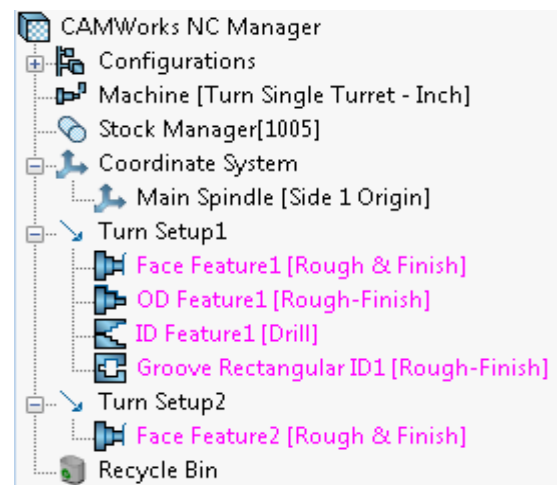 CAMWorks NC Manager
Configurations
Machine [Turn Single Turret - Inch]
Stock Manager[1005]
Coordinate System
Main Spindle [Side 1 Origin]
Turn Setup1
Face Feature1 [Rough & Finish]
OD Feature1 [Rough-Finish]
ID Feature1 [Drill]
Groove Rectangular ID1 [Rough-Finish]
Turn Setup2
Face Feature2 [Rough & Finish]
Recycle Bin